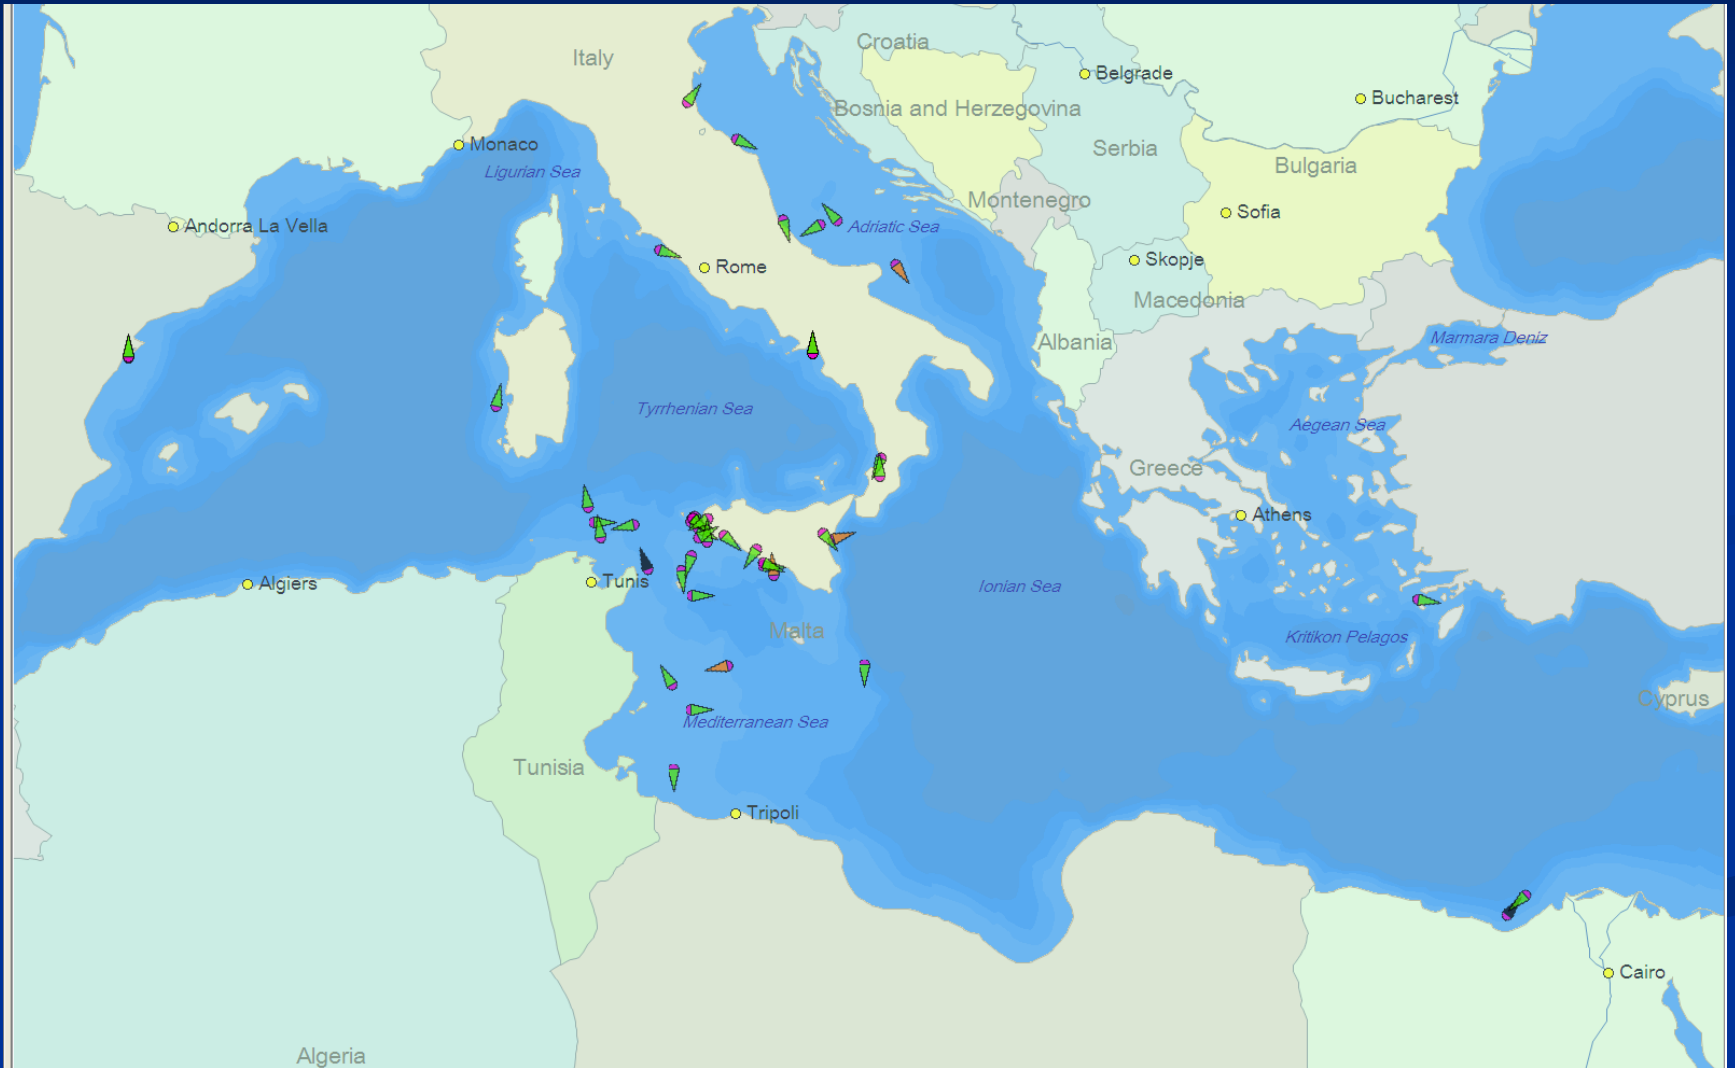 Croatia
Italy
Belgrade
Bucharest
Bosnia and Herzegovina
Monaco
Serbia
Ligurian Sea
Bulgaria
Montenegro
Sofia
Andorra La Vella
Adriatic Sea
Skopje
Rome
Macedonia
Marmara Deniz
Albania
Tyrrhenian Sea
Aegean Sea
Greece
Athens
Tunis
Algiers
Ionian Sea
Malta
Kritikon Pelagos
Cyprus
Mediterranean Sea
Tunisia
Tripoli
Cairo
Algeria